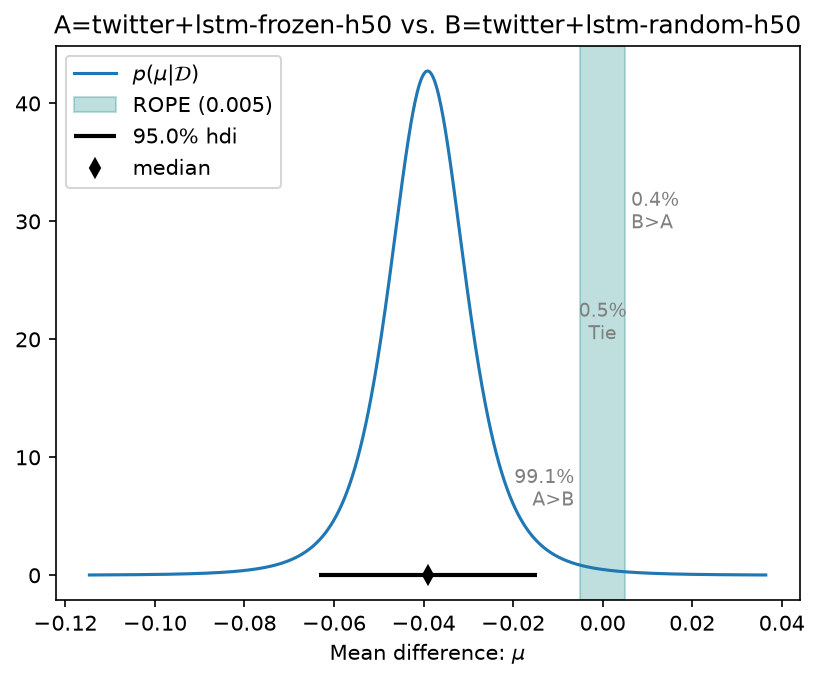 A=twitter+lstm-frozen-h50 vs. B=twitter+lstm-random-h50
p(μ|𝒟)
ROPE (0.005)
95.0% hdi
median
40
30
20
10
0
0.4%
B>A
0.5%
Tie
99.1%
A>B
−0.12 −0.10 −0.08 −0.06 −0.04 −0.02 0.00 0.02 0.04
Mean difference: μ